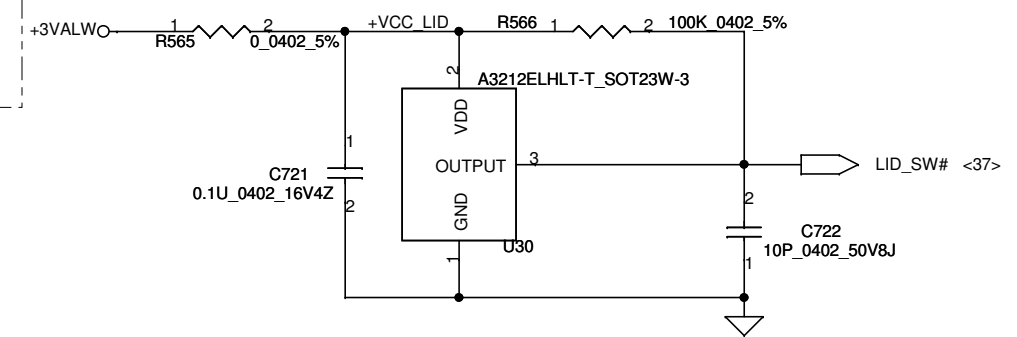 +3VALW
1
2
R565
0_0402_5%
+VCC_LID
R566
1
2
100K_0402_5%
2
A3212ELHLT-T_SOT23W-3
VDD
1
OUTPUT
3
LID_SW# <37>
C721
0.1U_0402_16V4Z
2
GND
2
C722
10P_0402_50V8J
U30
1
1